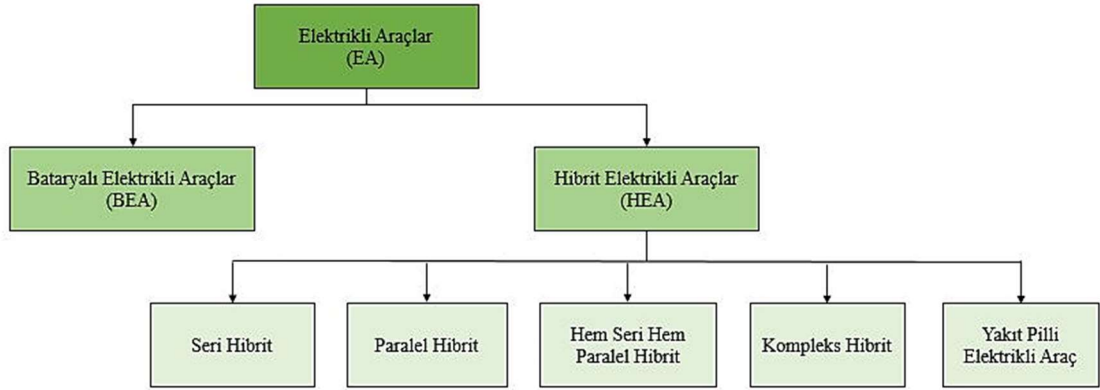 Elektrikli Araçlar
(EA)
Bataryalı Elektrikli Araçlar
(BEA)
Hibrit Elektrikli Araçlar
(HEA)
Seri Hibrit
Paralel Hibrit
Hem Seri Hem
Paralel Hibrit
Kompleks Hibrit
Yakıt Pilli
Elektrikli Araç